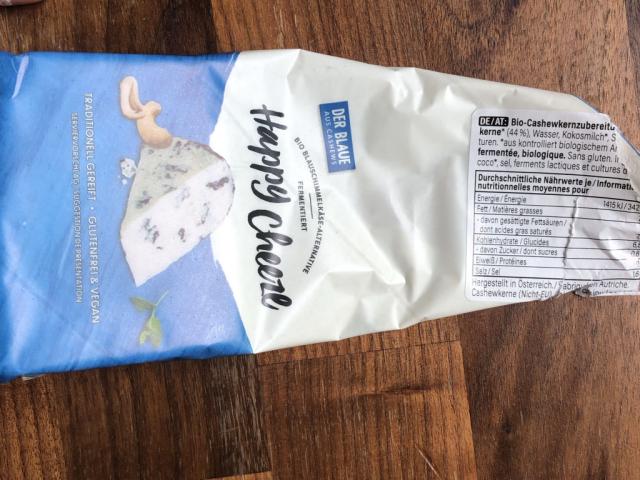 DER BLAUE
AUS CASHEWS
BIO BLAUSCHIMMELKÄSE-ALTERNATIVE
FERMENTIERT
Happy Cheeze
TRADITIONELL GEREIFT · GLUTENFREI & VEGAN
SERVIERVORSCHLAG · SUGGESTION DE PRÉSENTATION
DE/AT: Bio-Cashewkernzubereitu
kerne* (44 %), Wasser, Kokosmilch*, S
turen. *aus kontrolliert biologischem
fermentée, biologique. Sans gluten.
coco*, sel, ferments lactiques et cultures
Durchschnittliche Nährwerte je / Informat
nutritionnelles moyennes pour
Energie / Énergie 1415 kJ / 342
Fett / Matières grasses
- davon gesättigte Fettsäuren /
dont acides gras saturés
Kohlenhydrate / Glucides
- davon Zucker / dont sucres
Eiweiß / Protéines
Salz / Sel
Hergestellt in Österreich. / Autriche.
Cashewkerne (Nicht-EU)